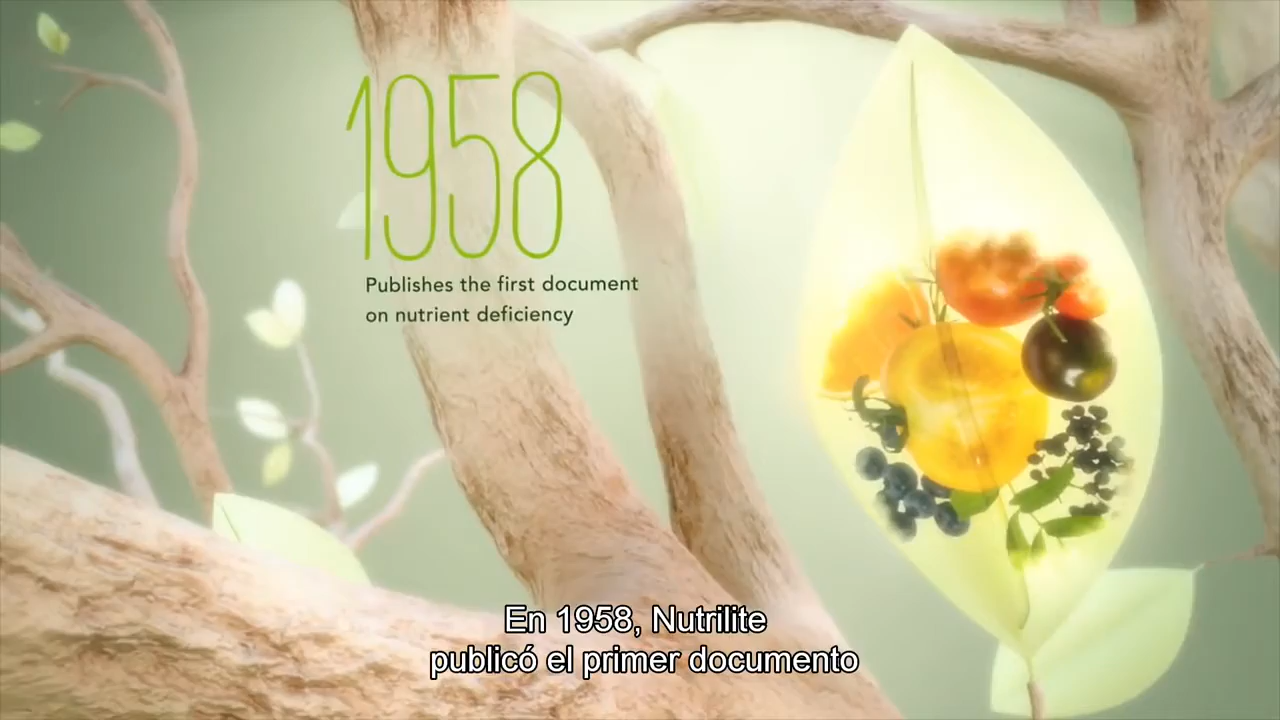 1958
Publishes the first document
on nutrient deficiency
En 1958, Nutrilite
publicó el primer documento